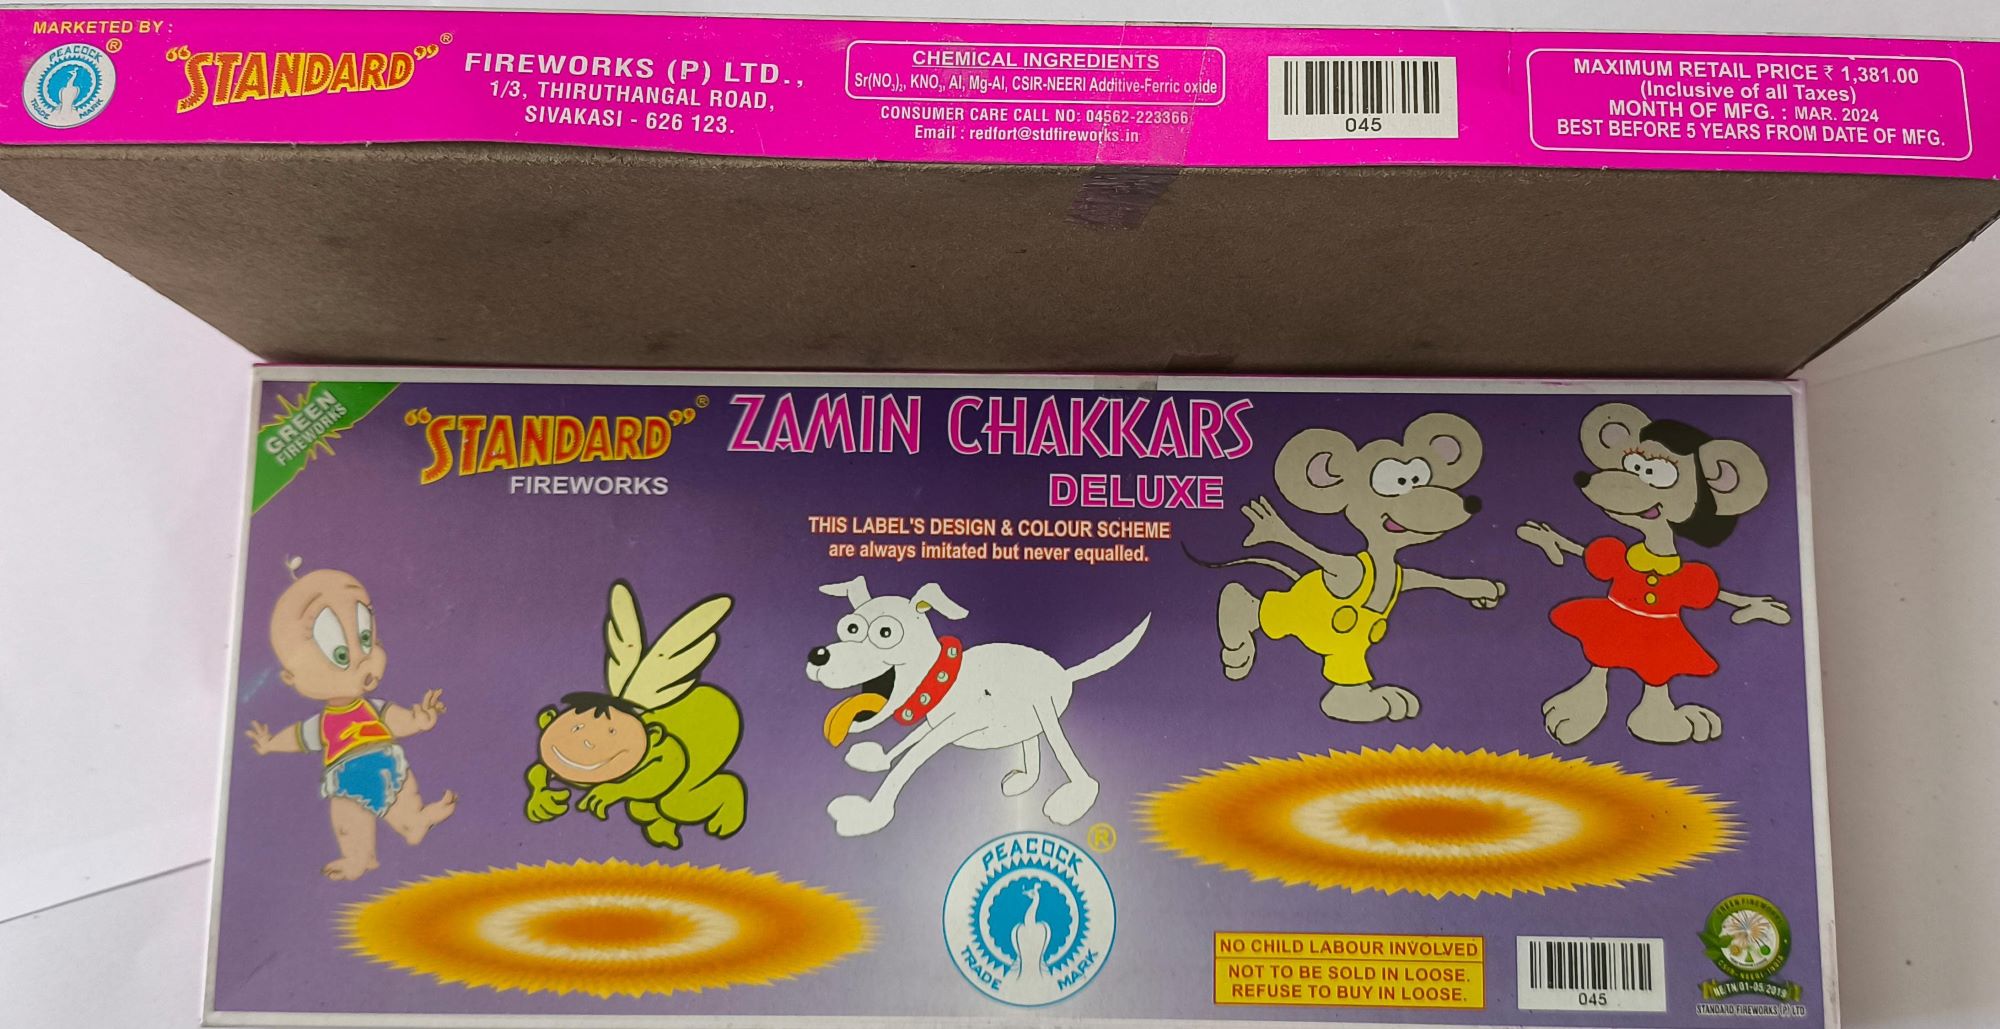 MARKETED BY :
PEACOCK ®
TRADE MARK
"STANDARD" ®
FIREWORKS (P) LTD.,
1/3, THIRUTHANGAL ROAD,
SIVAKASI - 626 123.
CHEMICAL INGREDIENTS
Sr(NO3)2, KNO3, Al, Mg-Al, CSIR-NEERI Additive-Ferric oxide
CONSUMER CARE CALL NO: 04562-223366
Email : redfort@stdfireworks.in
045
MAXIMUM RETAIL PRICE ₹ 1,381.00
(Inclusive of all Taxes)
MONTH OF MFG. : MAR. 2024
BEST BEFORE 5 YEARS FROM DATE OF MFG.
GREEN
FIREWORKS
"STANDARD" ®
FIREWORKS
ZAMIN CHAKKARS
DELUXE
THIS LABEL'S DESIGN & COLOUR SCHEME
are always imitated but never equalled.
PEACOCK ®
TRADE MARK
NO CHILD LABOUR INVOLVED
NOT TO BE SOLD IN LOOSE.
REFUSE TO BUY IN LOOSE.
045
GREEN FIREWORKS
CSIR-NEERI INDIA
STANDARD FIREWORKS (P) LTD